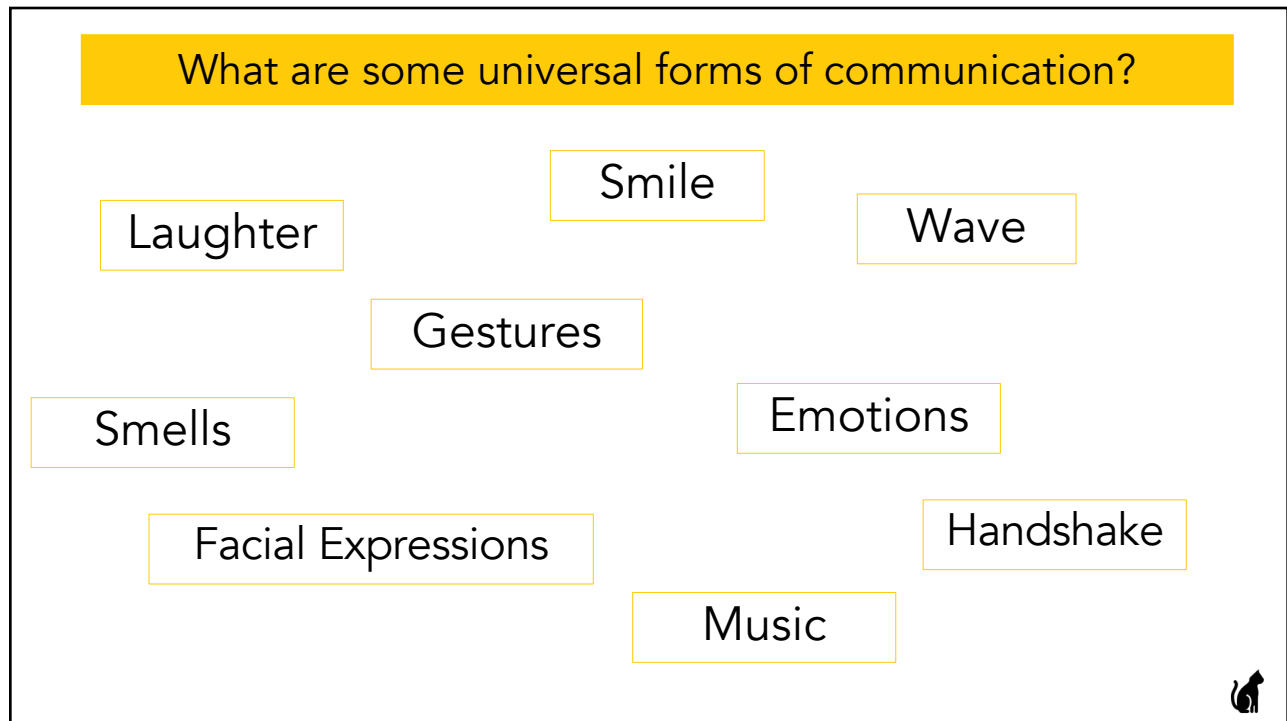 What are some universal forms of communication?
Smile
Laughter
Wave
Gestures
Smells
Emotions
Facial Expressions
Handshake
Music